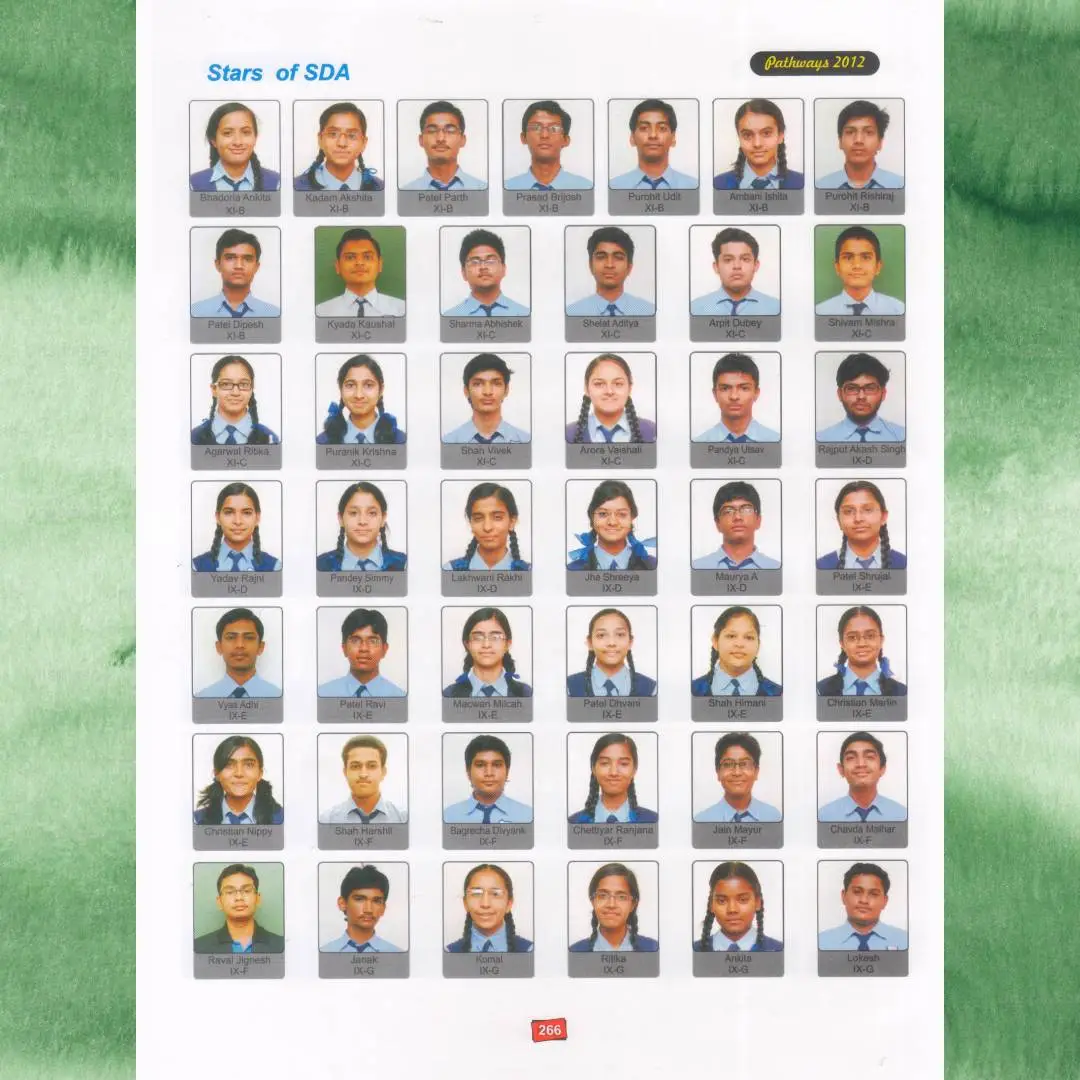 Stars of SDA
Pathways 2012
Bhadoria Ankita
XI-B
Kadam Akshita
XI-B
Patel Parth
XI-B
Prasad Brijosh
XI-B
Purohit Udit
XI-B
Ambani Ishita
XI-B
Purohit Rishiraj
XI-B
Patel Dipesh
XI-B
Kyada Kaushal
XI-C
Sharma Abhishek
XI-C
Shelat Aditya
XI-C
Arpit Dubey
XI-C
Shivam Mishra
XI-C
Agarwal Ritika
XI-C
Puranik Krishna
XI-C
Shah Vivek
XI-C
Arora Vaishali
XI-C
Pandya Utsav
XI-C
Rajput Akash Singh
IX-D
Yadav Rajni
IX-D
Pandey Simmy
IX-D
Lakhwani Rakhi
IX-D
Jha Shreeya
IX-D
Maurya A
IX-D
Patel Shrujal
IX-E
Vyas Adhi
IX-E
Patel Ravi
IX-E
Macwan Milcah
IX-E
Patel Dhvani
IX-E
Shah Himani
IX-E
Christian Merlin
IX-E
Christian Nippy
IX-E
Shah Harshil
IX-F
Bagrecha Divyank
IX-F
Chettiyar Ranjana
IX-F
Jain Mayur
IX-F
Chavda Malhar
IX-F
Raval Jignesh
IX-F
Janak
IX-G
Komal
IX-G
Ritika
IX-G
Ankita
IX-G
Lokesh
IX-G
266